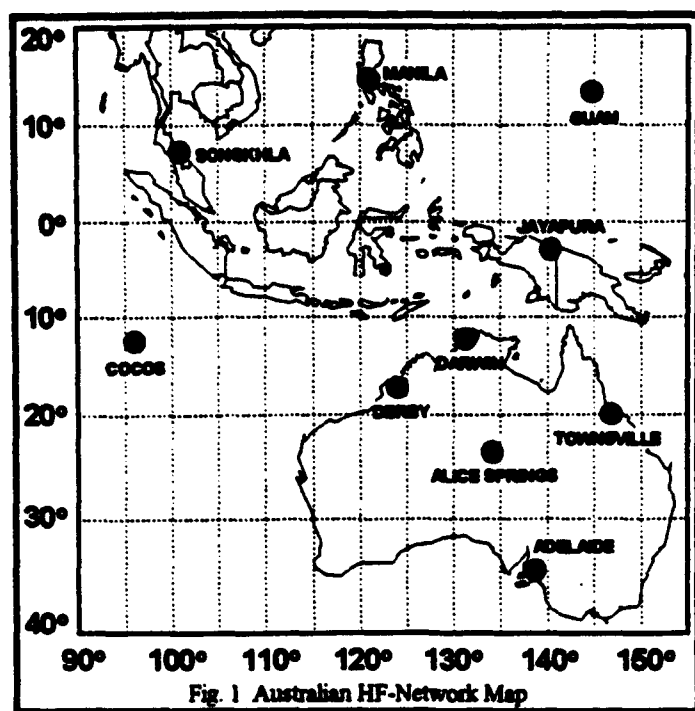 20°
MANILA
GUAM
10°
SONGKHLA
0°
JAYAPURA
10°
COCOS
DARWIN
DERBY
20°
TOWNSVILLE
ALICE SPRINGS
30°
ADELAIDE
40°
90° 100° 110° 120° 130° 140° 150°
Fig. 1 Australian HF-Network Map